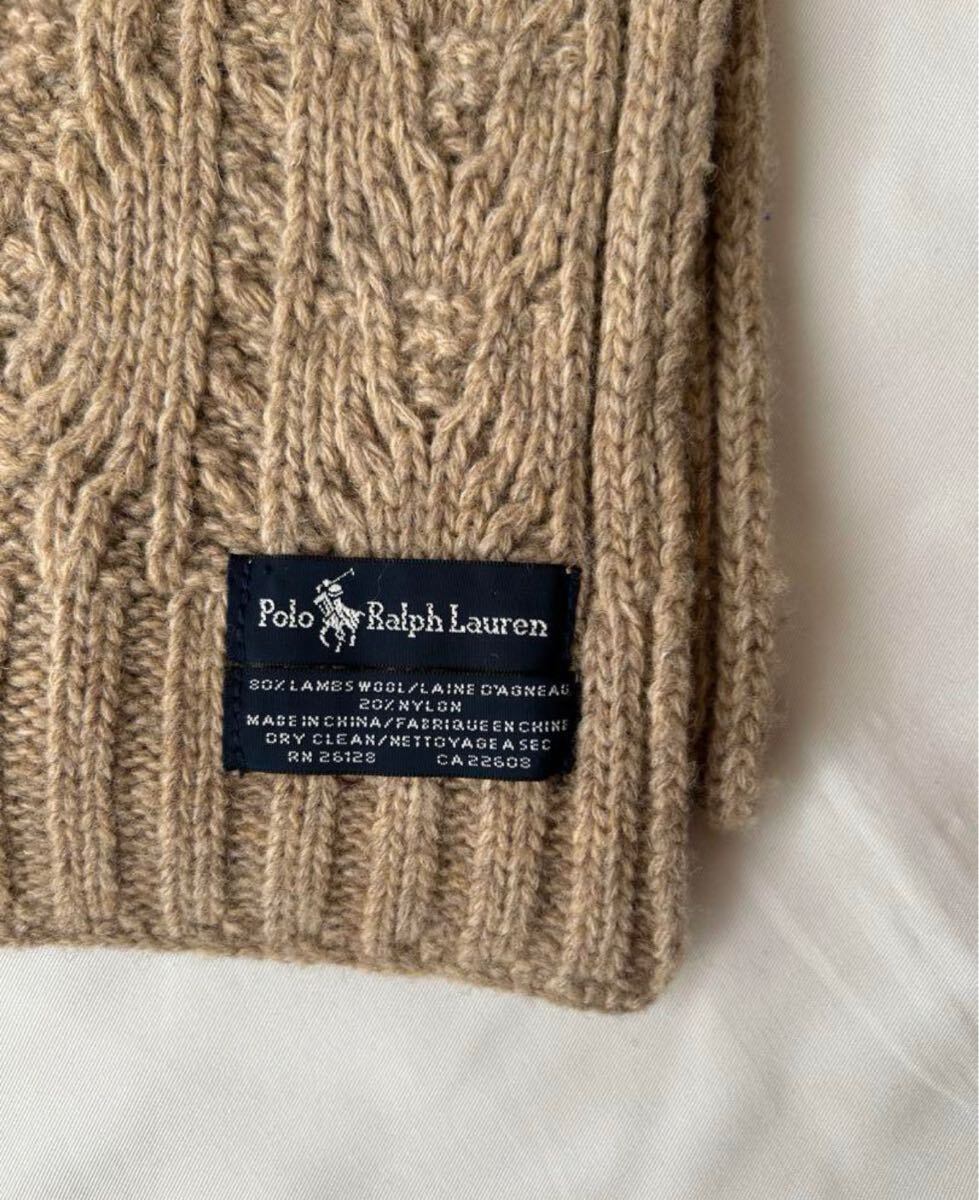 Polo Ralph Lauren
80% LAMBS WOOL/LAINE D'AGNEAU
20% NYLON
MADE IN CHINA/FABRIQUE EN CHINE
DRY CLEAN/NETTOYAGE A SEC
RN 26128 CA 22608